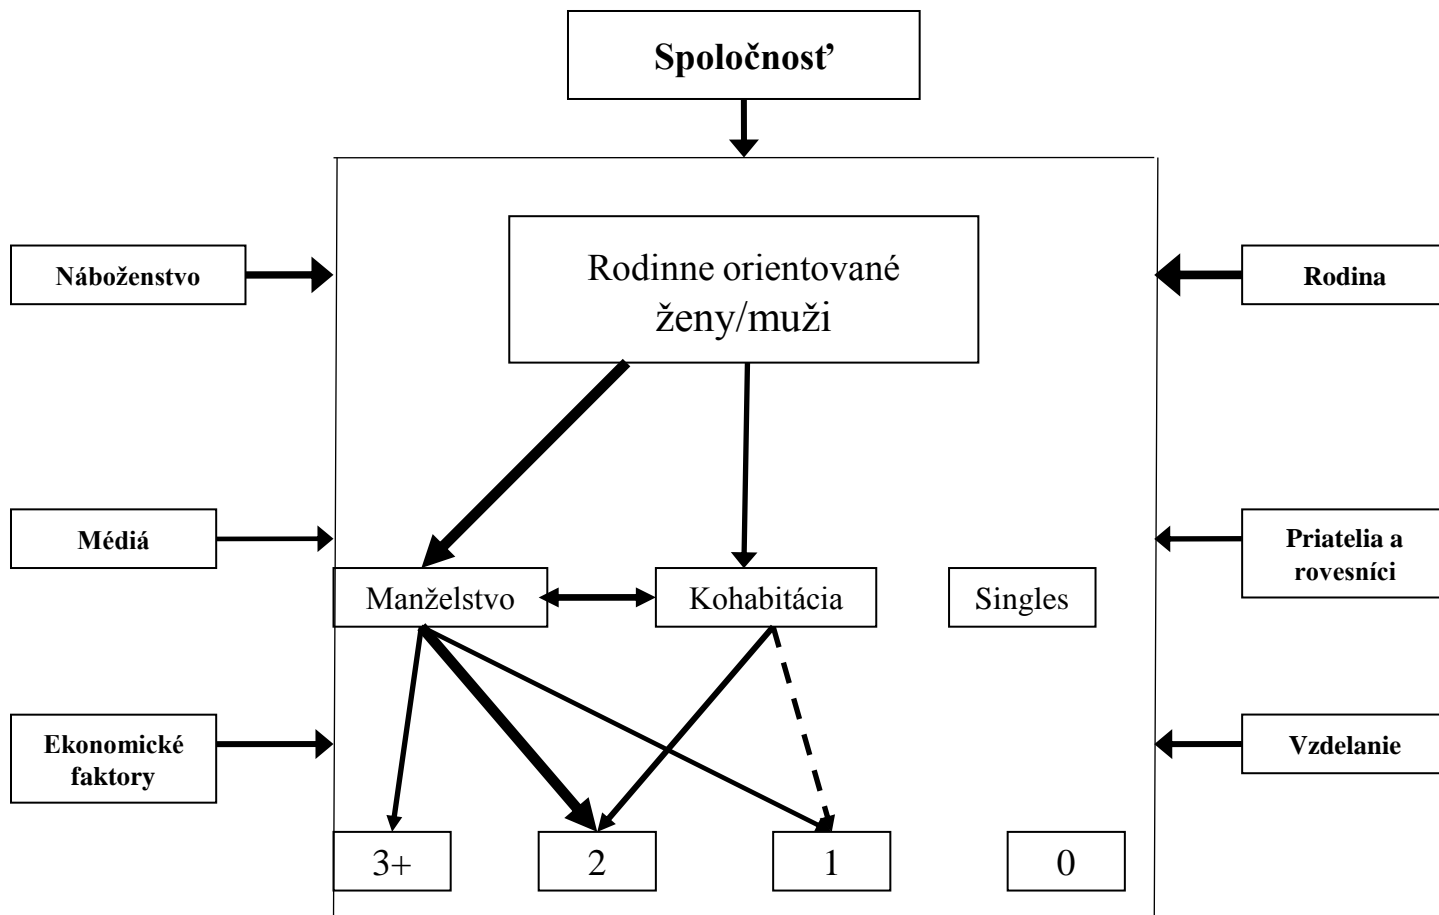 Spoločnosť
Rodinne orientované
ženy/muži
Náboženstvo
Rodina
Médiá
Priatelia a
rovesníci
Manželstvo
Kohabitácia
Singles
Ekonomické
faktory
Vzdelanie
3+
2
1
0